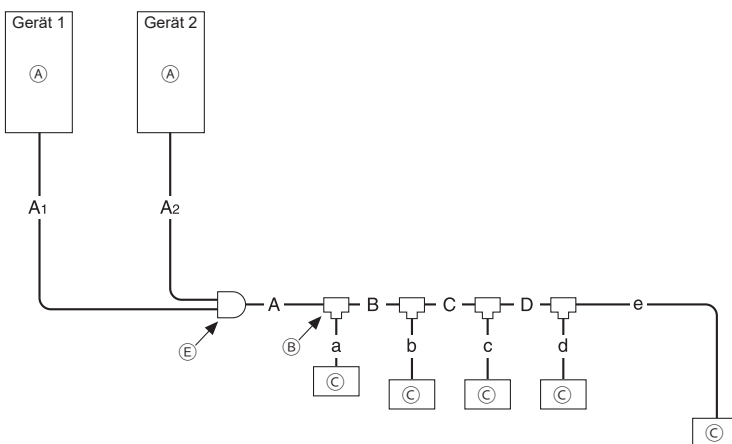 Gerät 1 Gerät 2
Ⓐ Ⓐ
A1 A2
A B C D e
Ⓔ Ⓑ a b c d
Ⓒ Ⓒ Ⓒ Ⓒ
Ⓒ